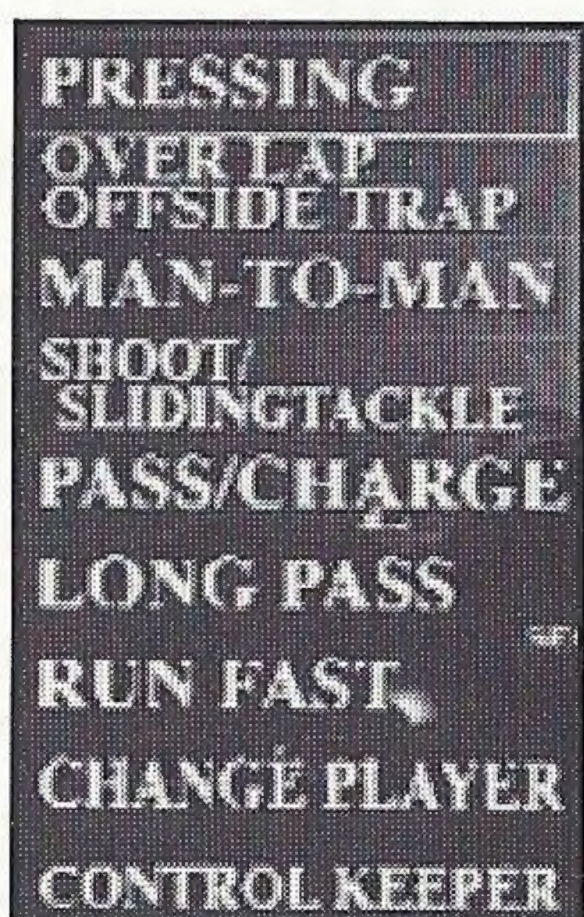 PRESSING
OVER LAP
OFFSIDE TRAP
MAN-TO-MAN
SHOOT/
SLIDINGTACKLE
PASS/CHARGE
LONG PASS
RUN FAST
CHANGE PLAYER
CONTROL KEEPER